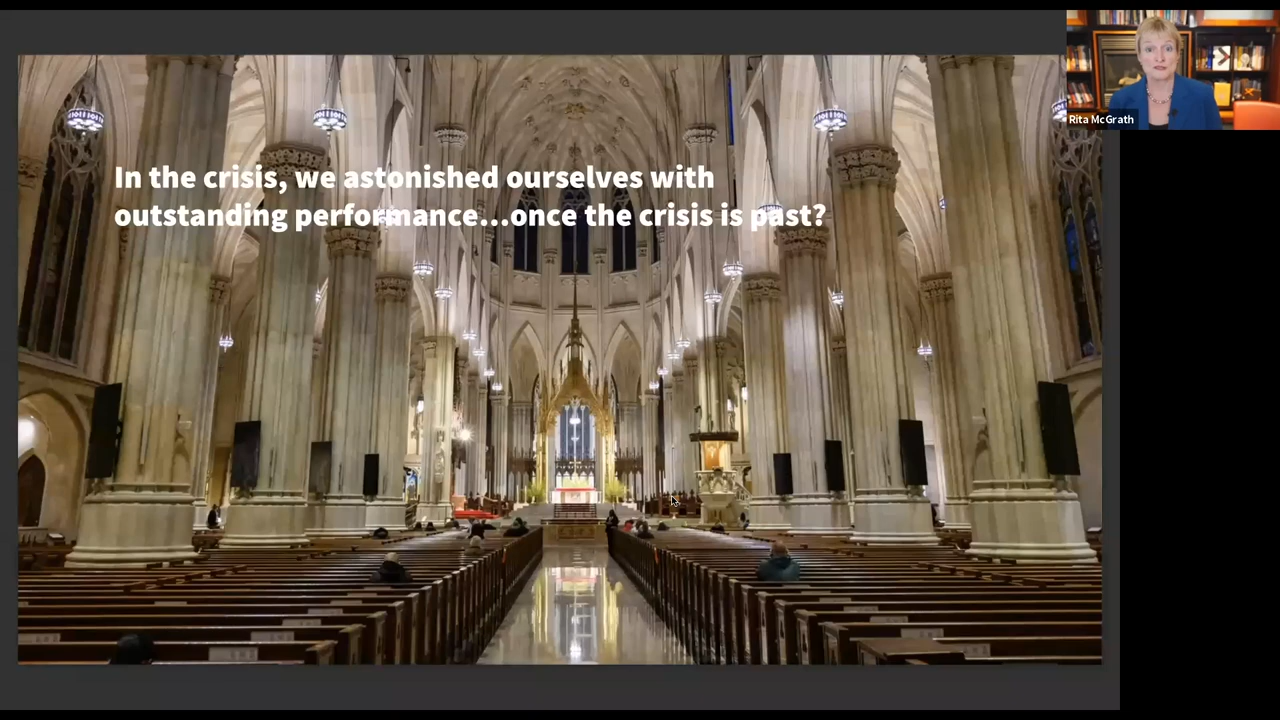 In the crisis, we astonished ourselves with
outstanding performance...once the crisis is past?
Rita McGrath